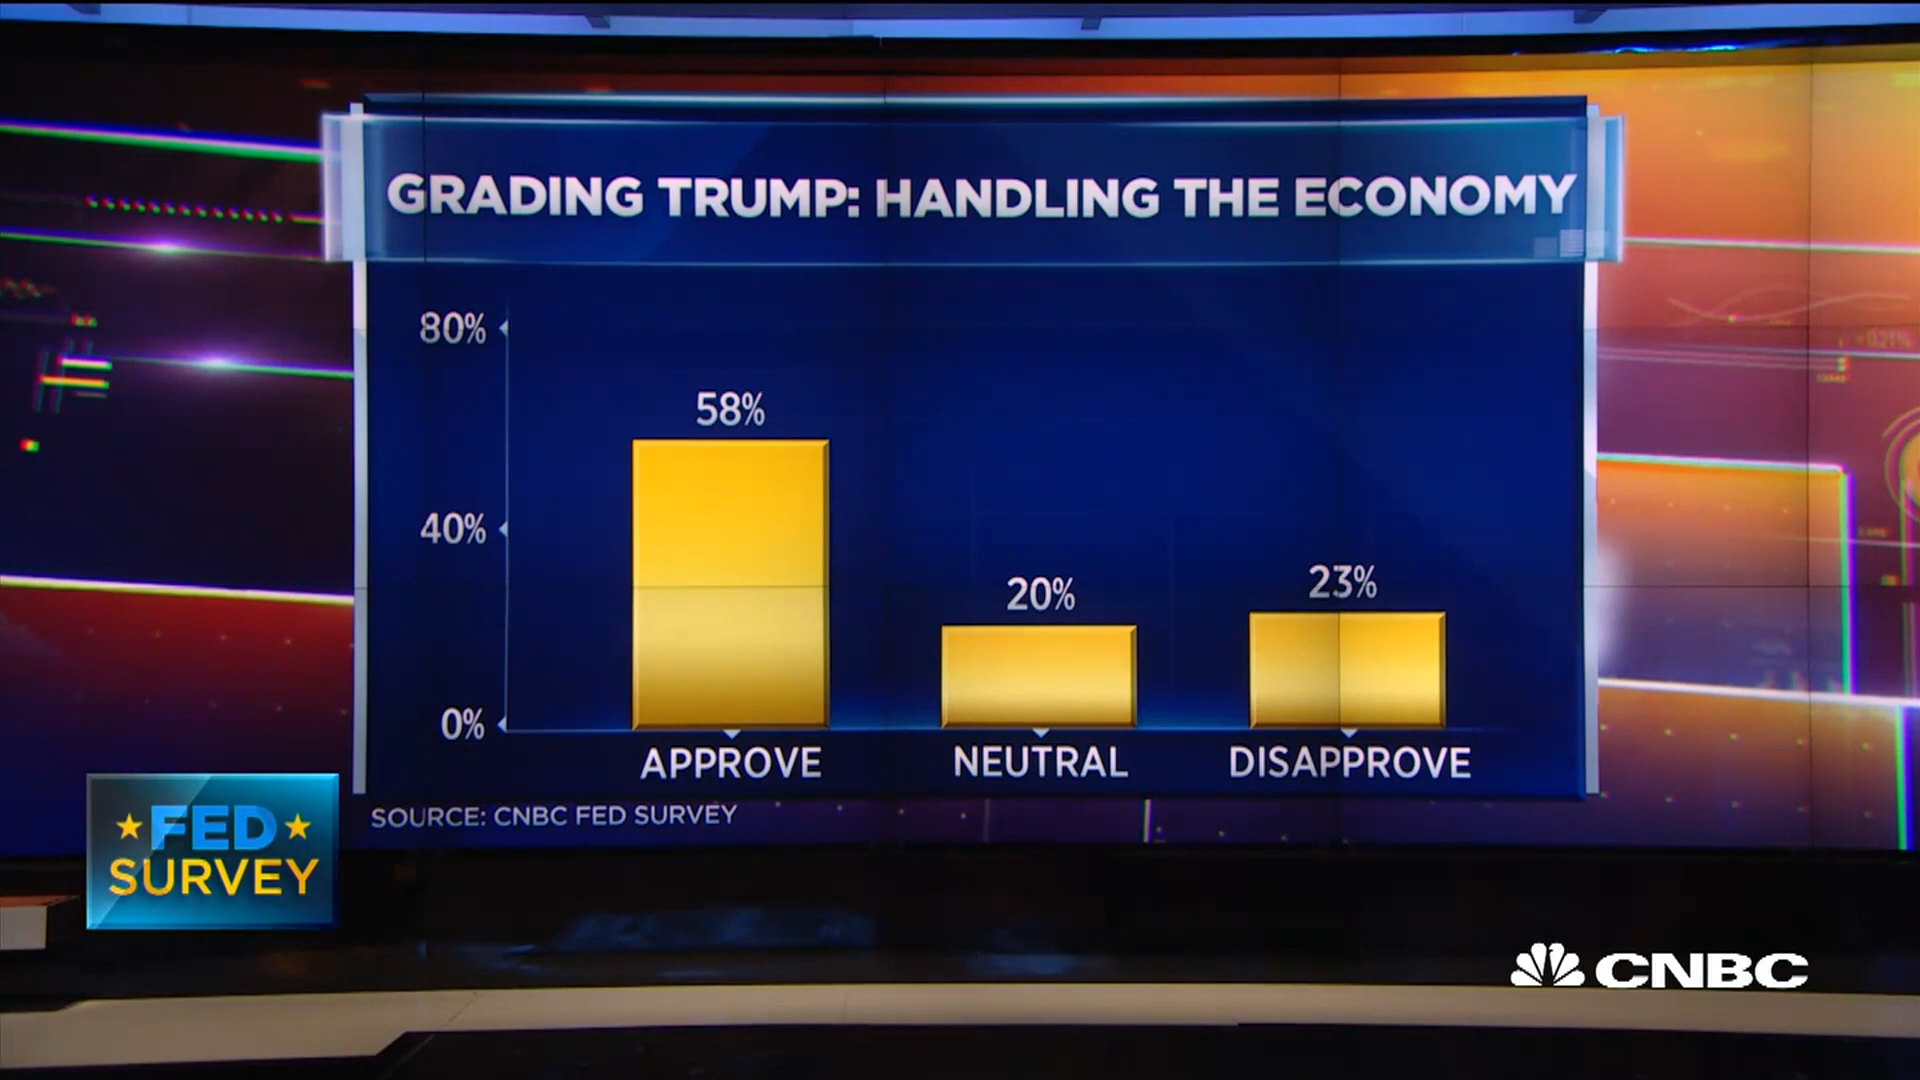 GRADING TRUMP: HANDLING THE ECONOMY
80%
40%
0%
58%
20%
23%
APPROVE
NEUTRAL
DISAPPROVE
SOURCE: CNBC FED SURVEY
FED
SURVEY
CNBC